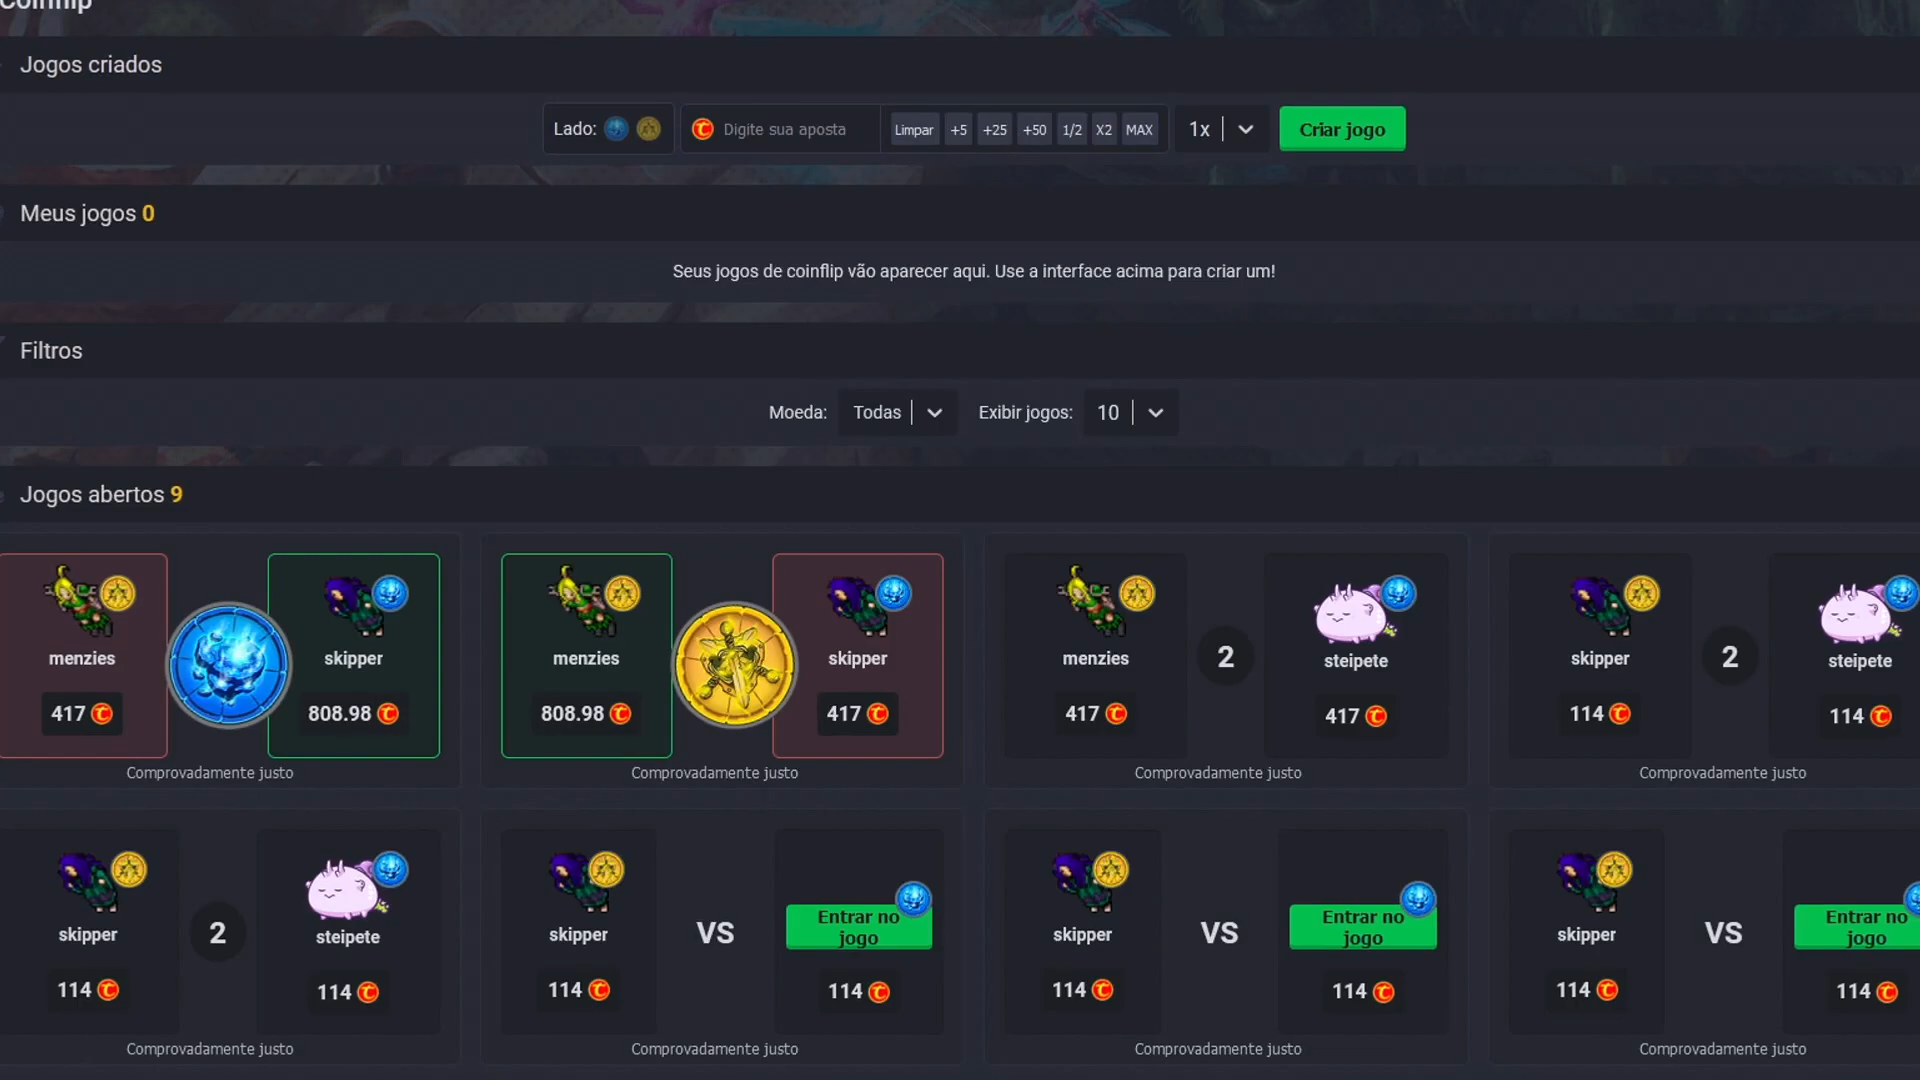 Coinflip
Jogos criados
Lado: Digite sua aposta Limpar +5 +25 +50 1/2 X2 MAX 1x Criar jogo
Meus jogos 0
Seus jogos de coinflip vão aparecer aqui. Use a interface acima para criar um!
Filtros
Moeda: Todas Exibir jogos: 10
Jogos abertos 9
menzies skipper menzies skipper menzies 2 steipete skipper 2 steipete
417 808.98 808.98 417 417 417 114 114
Comprovadamente justo Comprovadamente justo Comprovadamente justo Comprovadamente justo
skipper 2 steipete skipper VS Entrar no jogo skipper VS Entrar no jogo skipper VS Entrar no jogo
114 114 114 114 114 114 114 114
Comprovadamente justo Comprovadamente justo Comprovadamente justo Comprovadamente justo